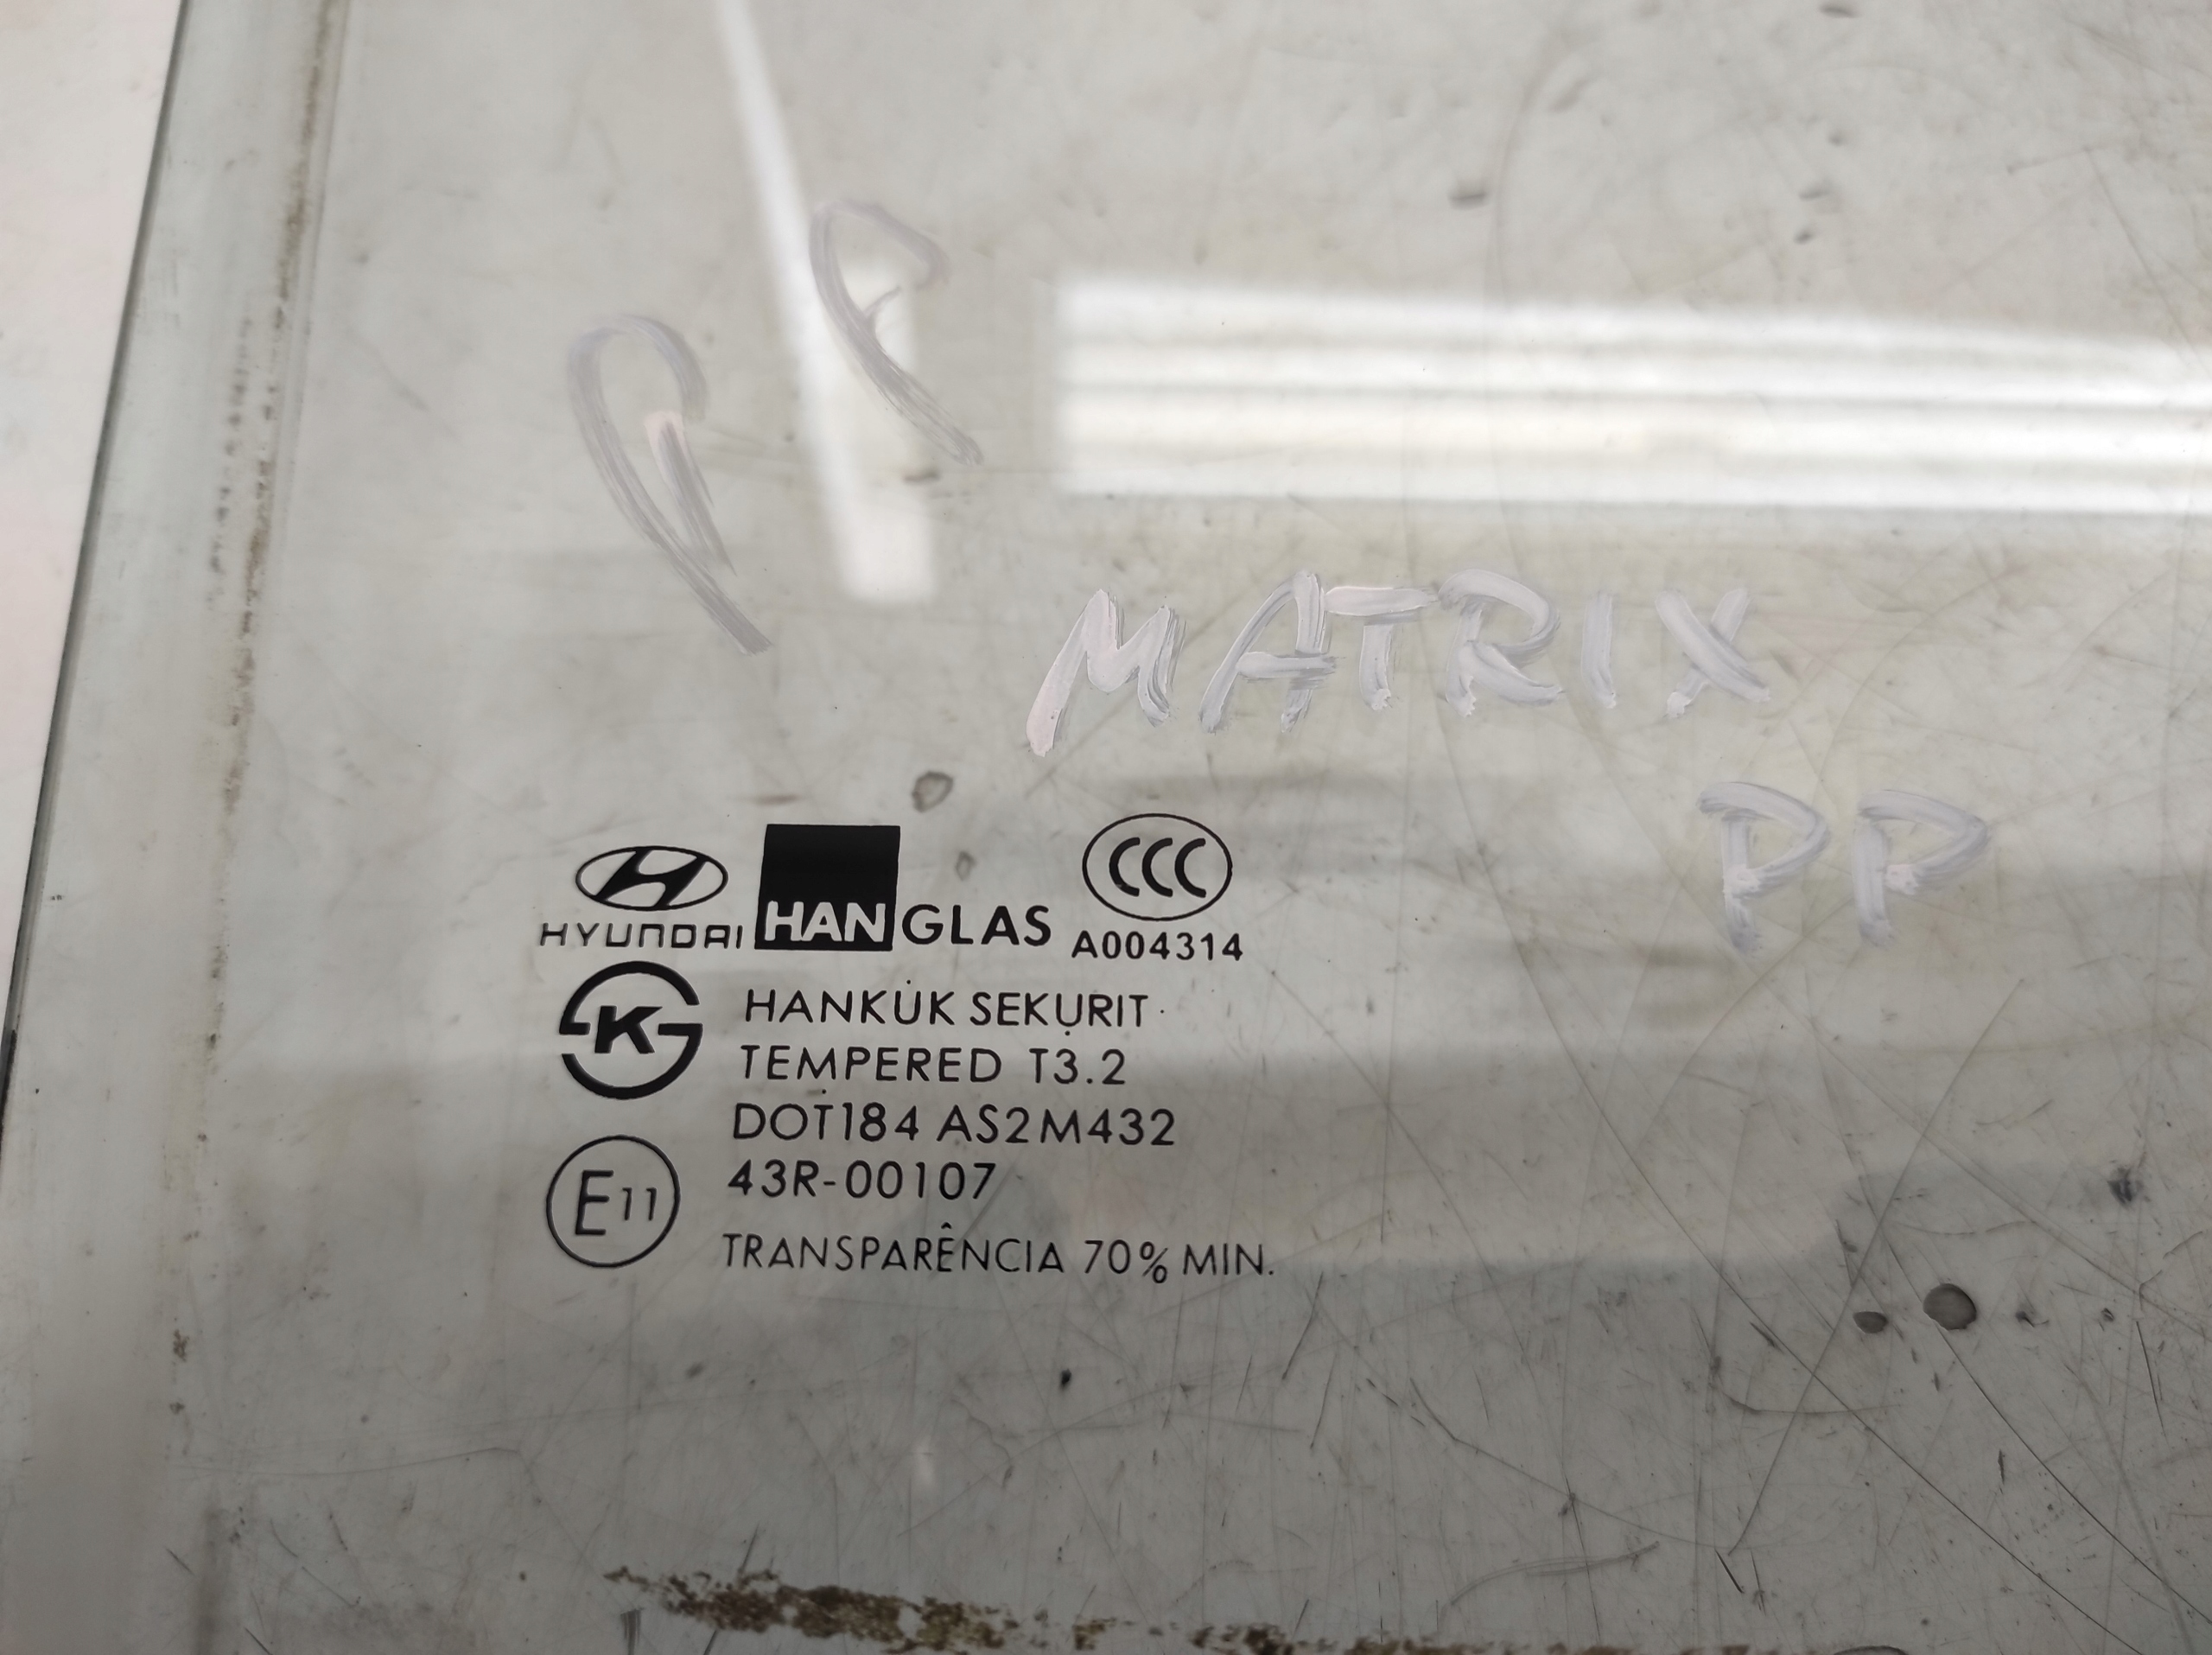 PP
MATRIX
PP
HYUNDAI HANGLAS CCC
A004314
K HANKUK SEKURIT
TEMPERED T3.2
DOT184 AS2M432
E11 43R-00107
TRANSPARÊNCIA 70% MIN.